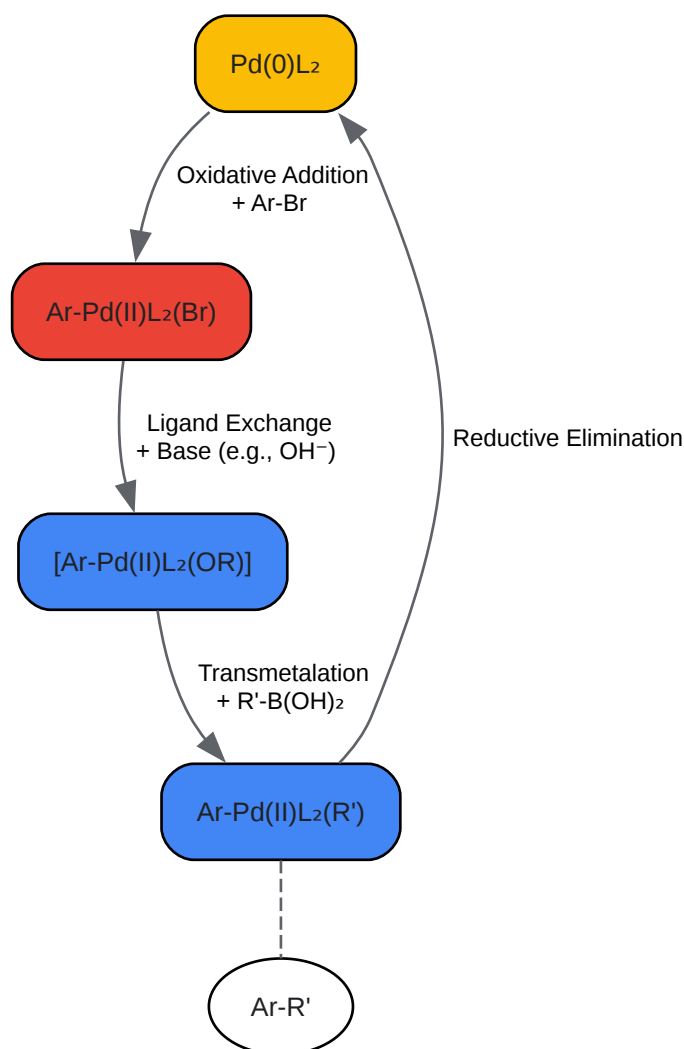 Pd(0)L₂
Oxidative Addition
+ Ar-Br
Ar-Pd(II)L₂(Br)
Ligand Exchange
+ Base (e.g., OH⁻)
Reductive Elimination
[Ar-Pd(II)L₂(OR)]
Transmetalation
+ R'-B(OH)₂
Ar-Pd(II)L₂(R')
Ar-R'